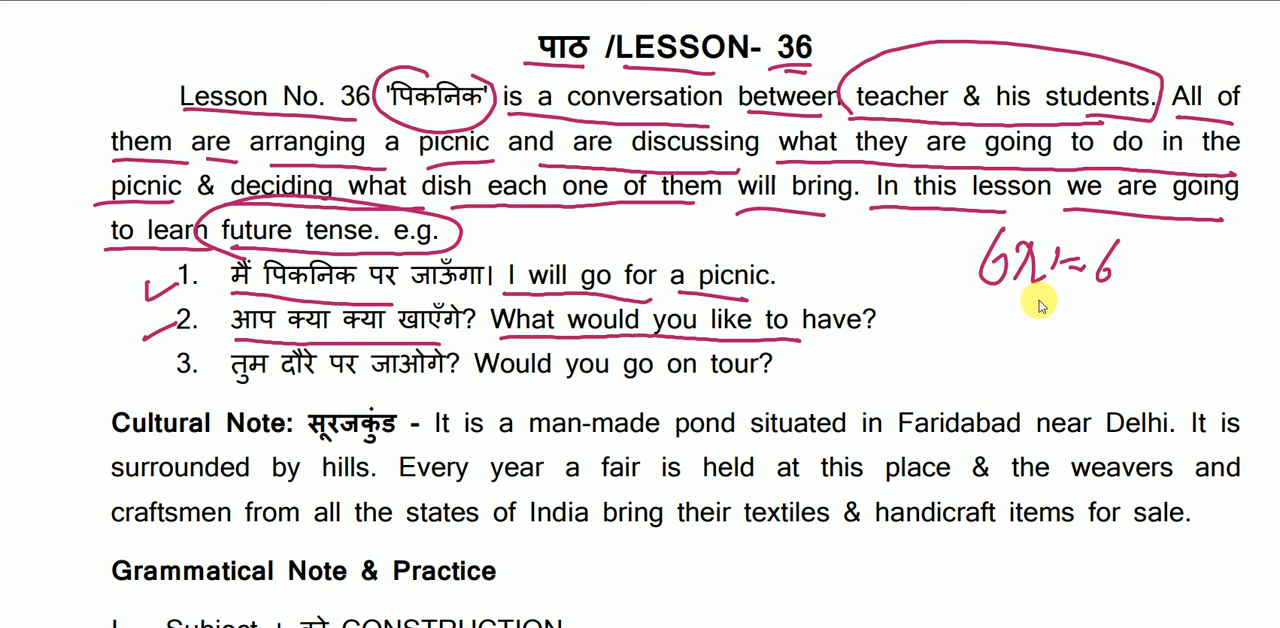 पाठ /LESSON- 36
Lesson No. 36 'पिकनिक' is a conversation between teacher & his students. All of
them are arranging a picnic and are discussing what they are going to do in the
picnic & deciding what dish each one of them will bring. In this lesson we are going
to learn future tense. e.g.
1. मैं पिकनिक पर जाऊँगा। I will go for a picnic.
2. आप क्या क्या खाएँगे? What would you like to have?
3. तुम दौरे पर जाओगे? Would you go on tour?
Cultural Note: सूरजकुंड - It is a man-made pond situated in Faridabad near Delhi. It is
surrounded by hills. Every year a fair is held at this place & the weavers and
craftsmen from all the states of India bring their textiles & handicraft items for sale.
Grammatical Note & Practice
I. Subject + को CONSTRUCTION